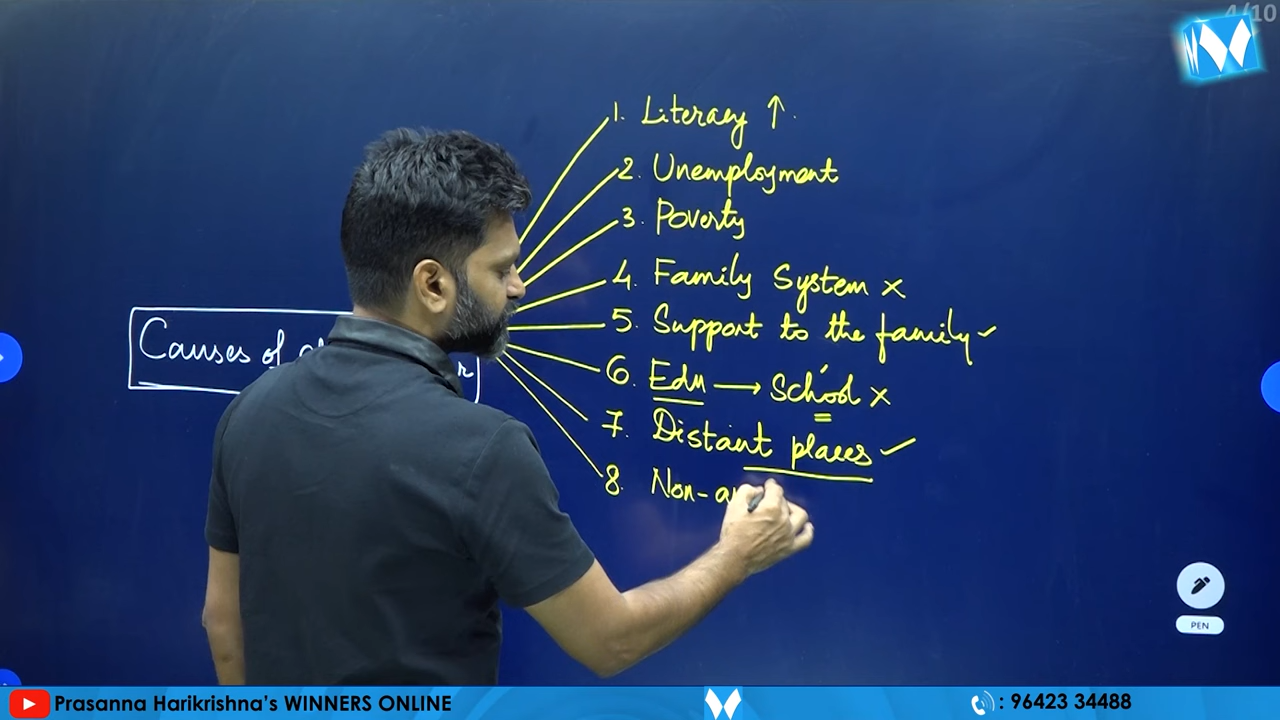 4/10
W
1. Literacy ↑.
2. Unemployment
3. Poverty
4. Family System x
5. Support to the family ✓
Causes of
6. Edu → School x
7. Distant places ✓
8. Non-
PEN
Prasanna Harikrishna's WINNERS ONLINE
W
: 96423 34488